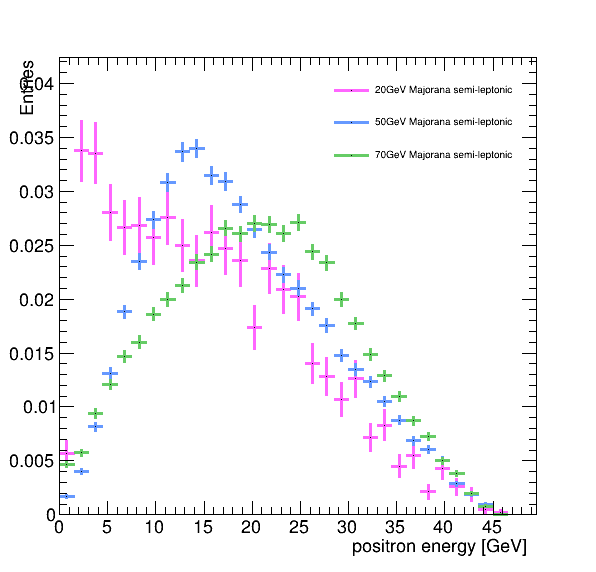 Entries
0.04
20GeV Majorana semi-leptonic
50GeV Majorana semi-leptonic
0.035
70GeV Majorana semi-leptonic
0.03
0.025
0.02
0.015
0.01
0.005
0
0 5 10 15 20 25 30 35 40 45
positron energy [GeV]